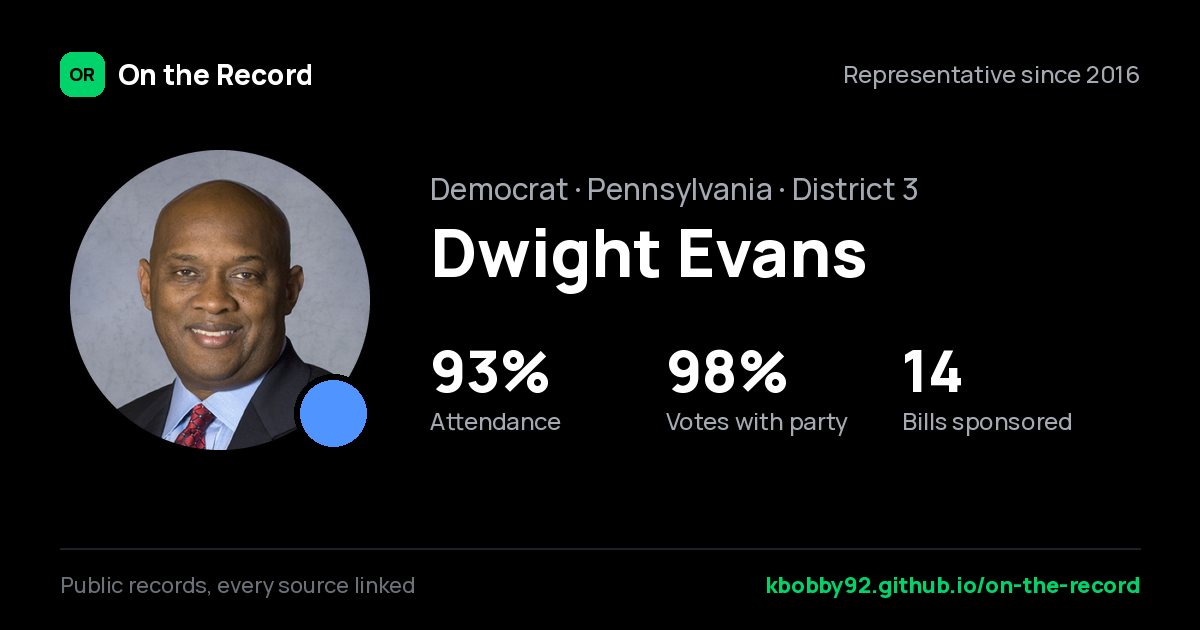 OR On the Record
Representative since 2016
Democrat · Pennsylvania · District 3
Dwight Evans
93% 98% 14
Attendance Votes with party Bills sponsored
Public records, every source linked
kbobby92.github.io/on-the-record